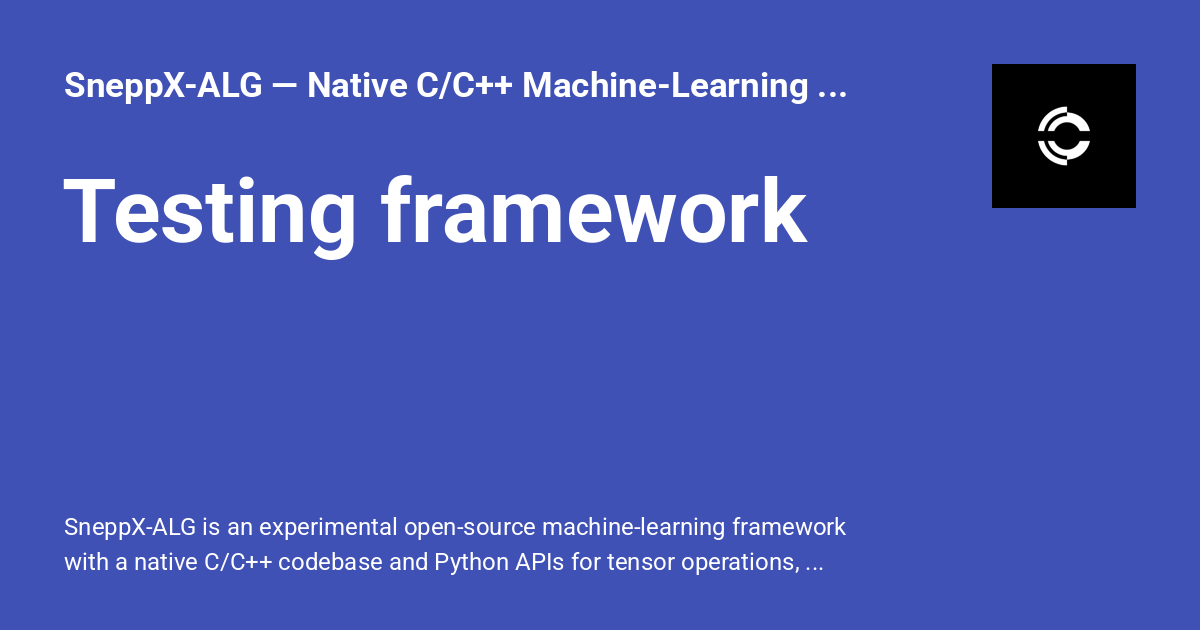 SneppX-ALG — Native C/C++ Machine-Learning ...
Testing framework
SneppX-ALG is an experimental open-source machine-learning framework
with a native C/C++ codebase and Python APIs for tensor operations, ...